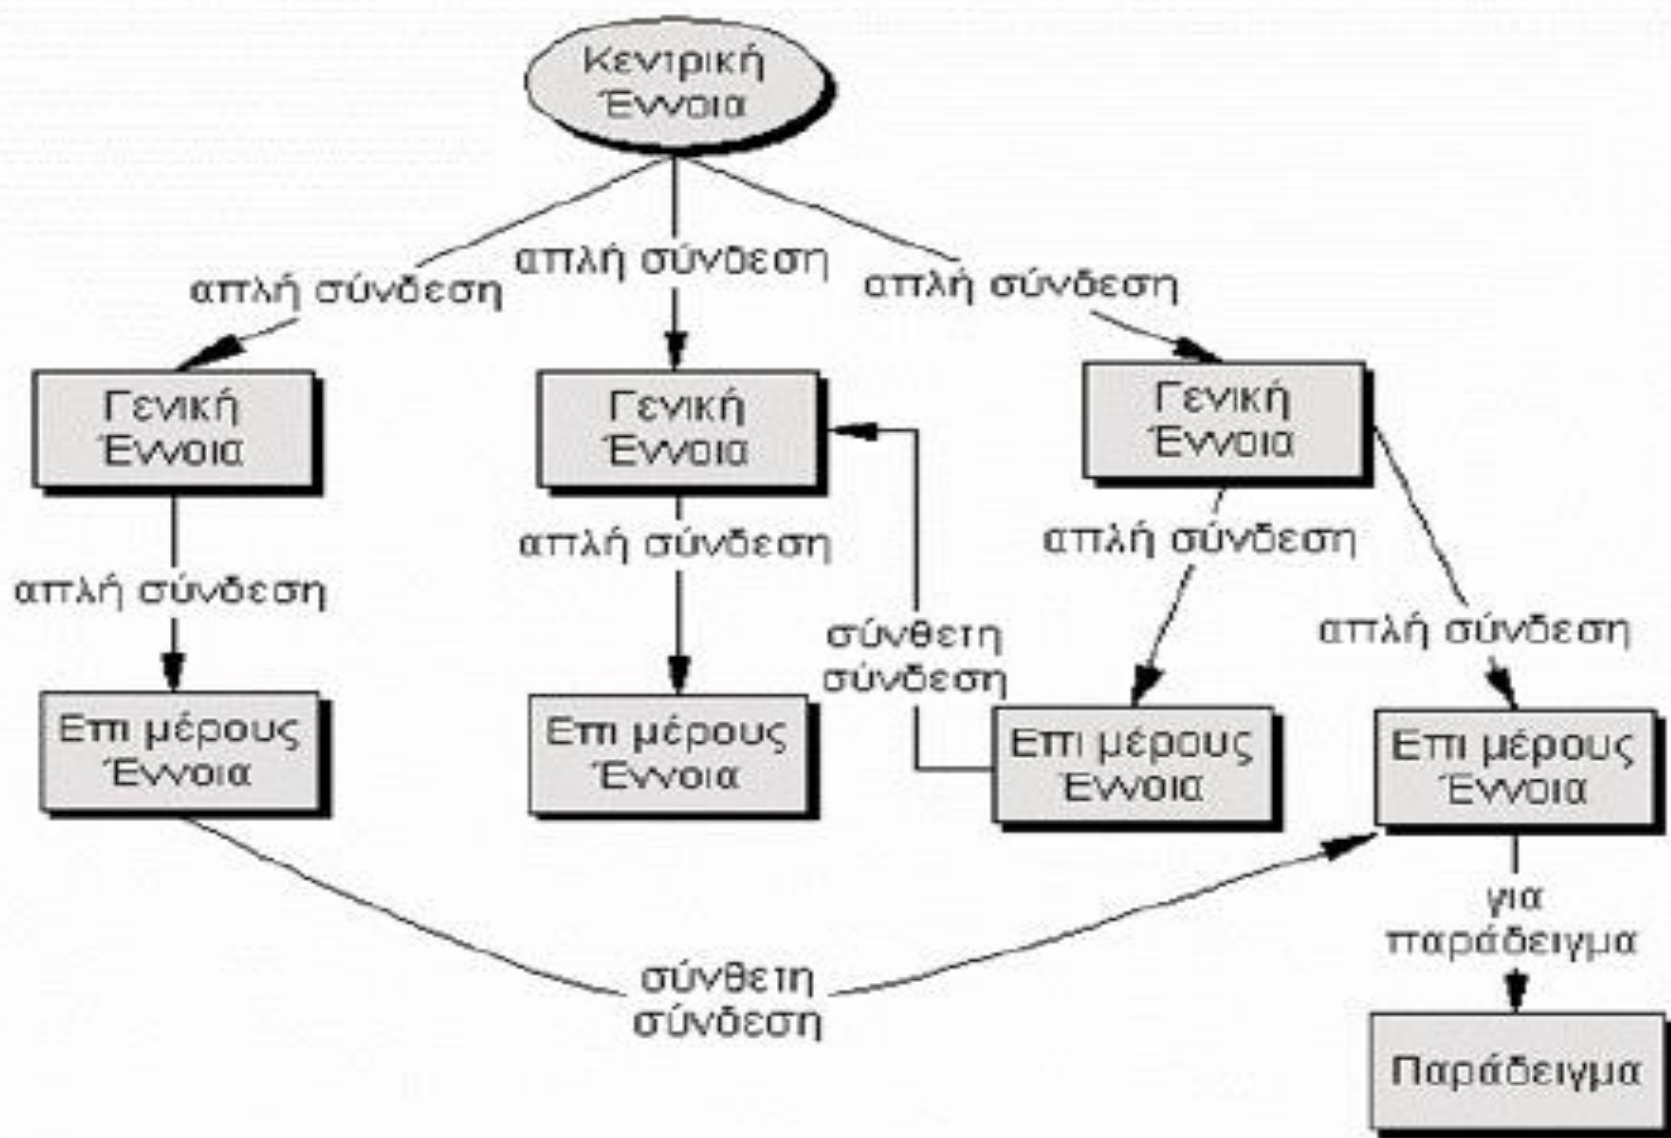 Κεντρική
Έννοια
απλή σύνδεση
απλή σύνδεση
απλή σύνδεση
Γενική
Έννοια
Γενική
Έννοια
Γενική
Έννοια
απλή σύνδεση
απλή σύνδεση
απλή σύνδεση
απλή σύνδεση
σύνθετη
σύνδεση
Επι μέρους
Έννοια
Επι μέρους
Έννοια
Επι μέρους
Έννοια
Επι μέρους
Έννοια
για
παράδειγμα
σύνθετη
σύνδεση
Παράδειγμα